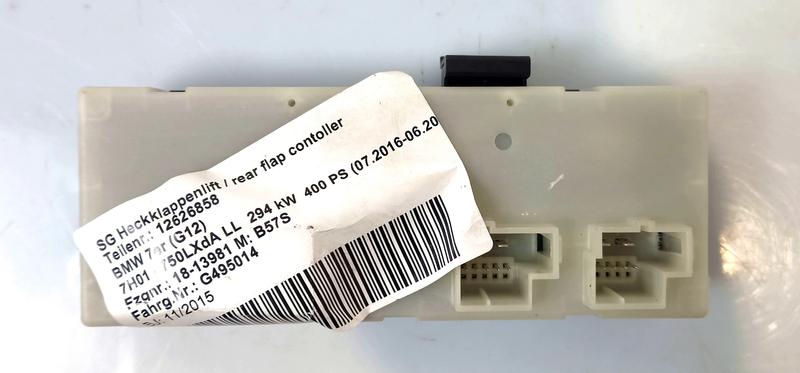 SG Heckklappenlift / rear flap contoller
Teilenr.: 12626858
BMW 7er (G12)
7H01 750LXdA LL 294 kW 400 PS (07.2016-06.20
Fzgnr.: 18-13981 M: B57S
Fahrg.Nr.: G495014
11/2015